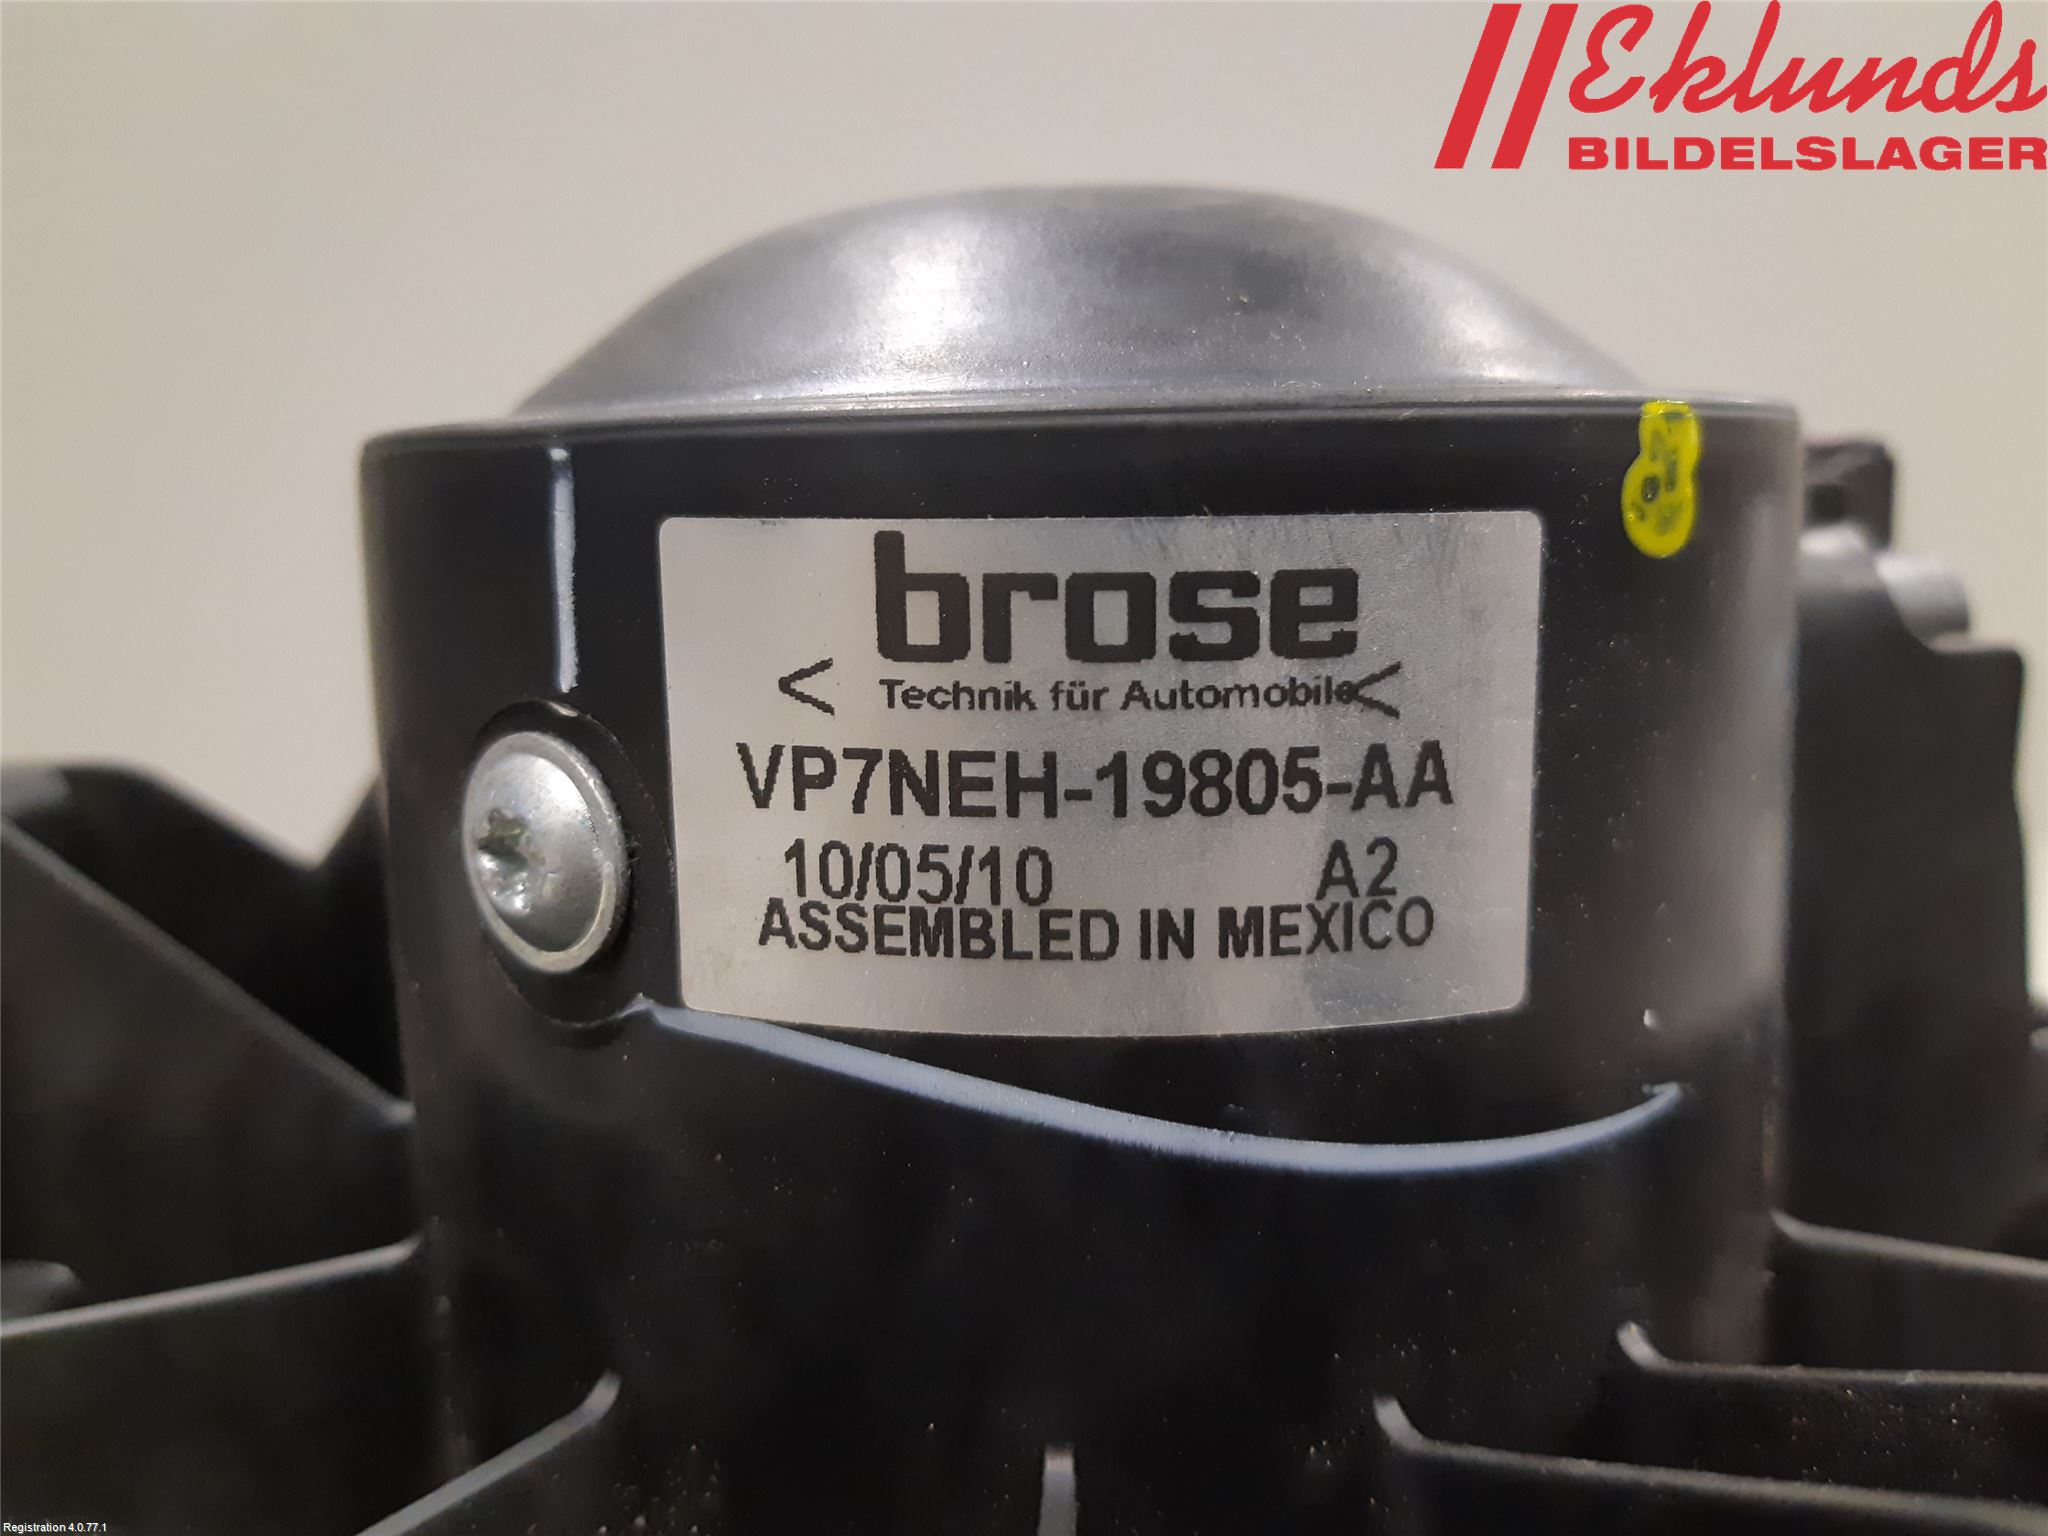 Eklunds
BILDELSLAGER
brose
< Technik für Automobile <
VP7NEH-19805-AA
10/05/10 A2
ASSEMBLED IN MEXICO
Registration 4.0.77.1